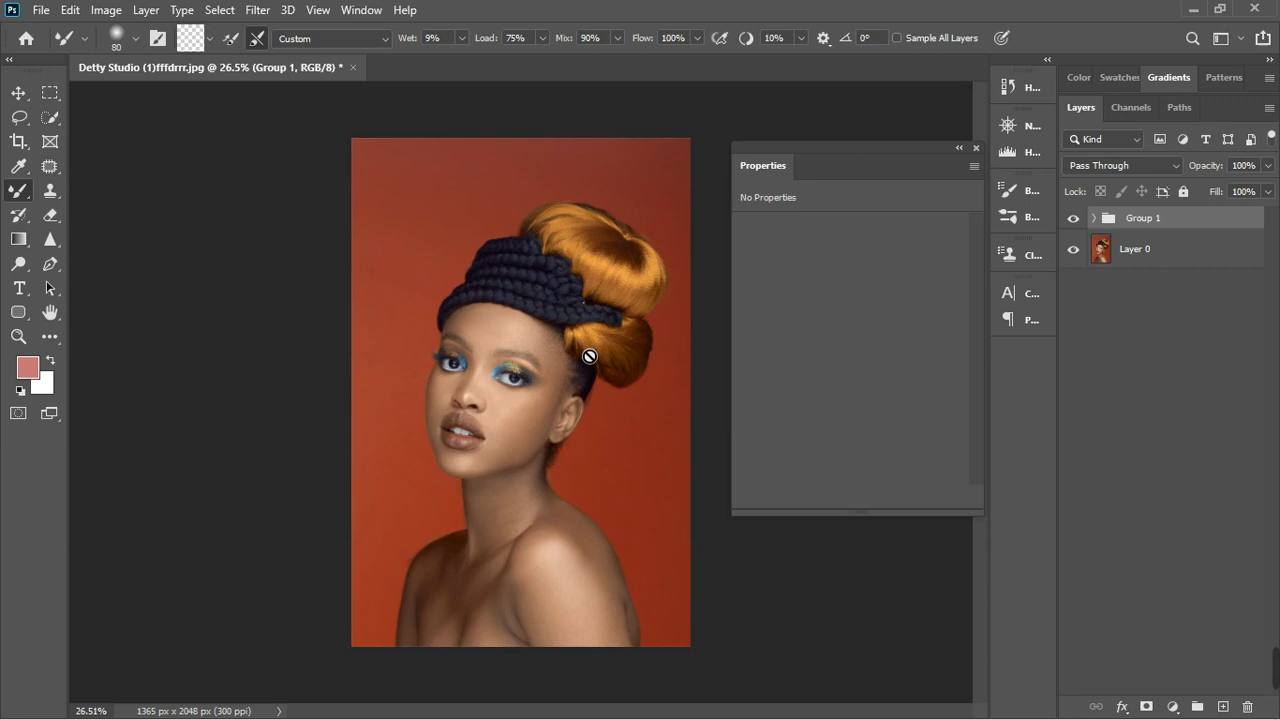 Ps File Edit Image Layer Type Select Filter 3D View Window Help
80 Custom Wet: 9% Load: 75% Mix: 90% Flow: 100% 10% 0° Sample All Layers
Detty Studio (1)fffdrrr.jpg @ 26.5% (Group 1, RGB/8) * ×
Color Swatches Gradients Patterns
H...
Layers Channels Paths
N...
Kind
H...
Properties
Pass Through Opacity: 100%
B...
Lock: Fill: 100%
No Properties
B...
Group 1
Layer 0
Cl...
C...
P...
26.51% 1365 px x 2048 px (300 ppi)